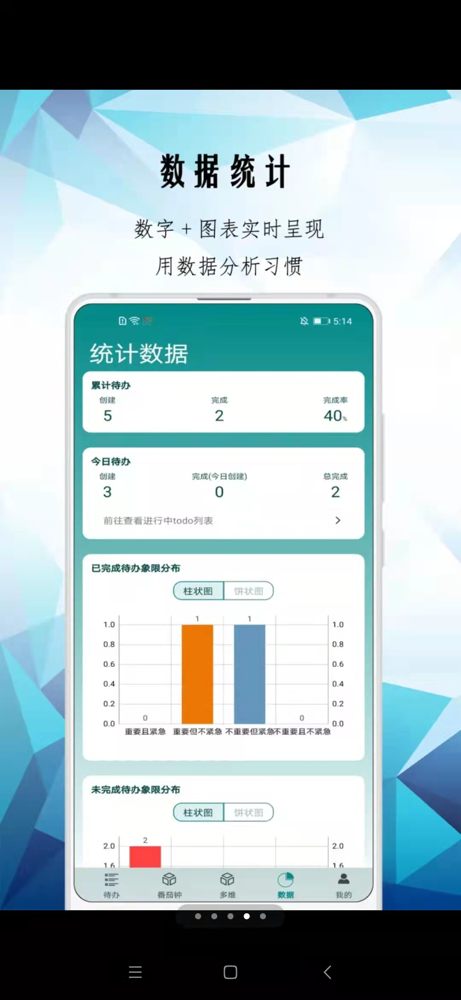 数据统计
数字+图表实时呈现
用数据分析习惯
5:14
统计数据
累计待办
创建 完成 完成率
5 2 40%
今日待办
创建 完成(今日创建) 总完成
3 0 2
前往查看进行中todo列表
已完成待办象限分布
柱状图 饼状图
1 1
1.0 1.0
0.8 0.8
0.6 0.6
0.4 0.4
0.2 0.2
0 0
0.0 0.0
重要且紧急 重要但不紧急 不重要但紧急 不重要且不紧急
未完成待办象限分布
柱状图 饼状图
2
2.0 2.0
1.6 1.6
待办 番茄钟 多维 数据 我的